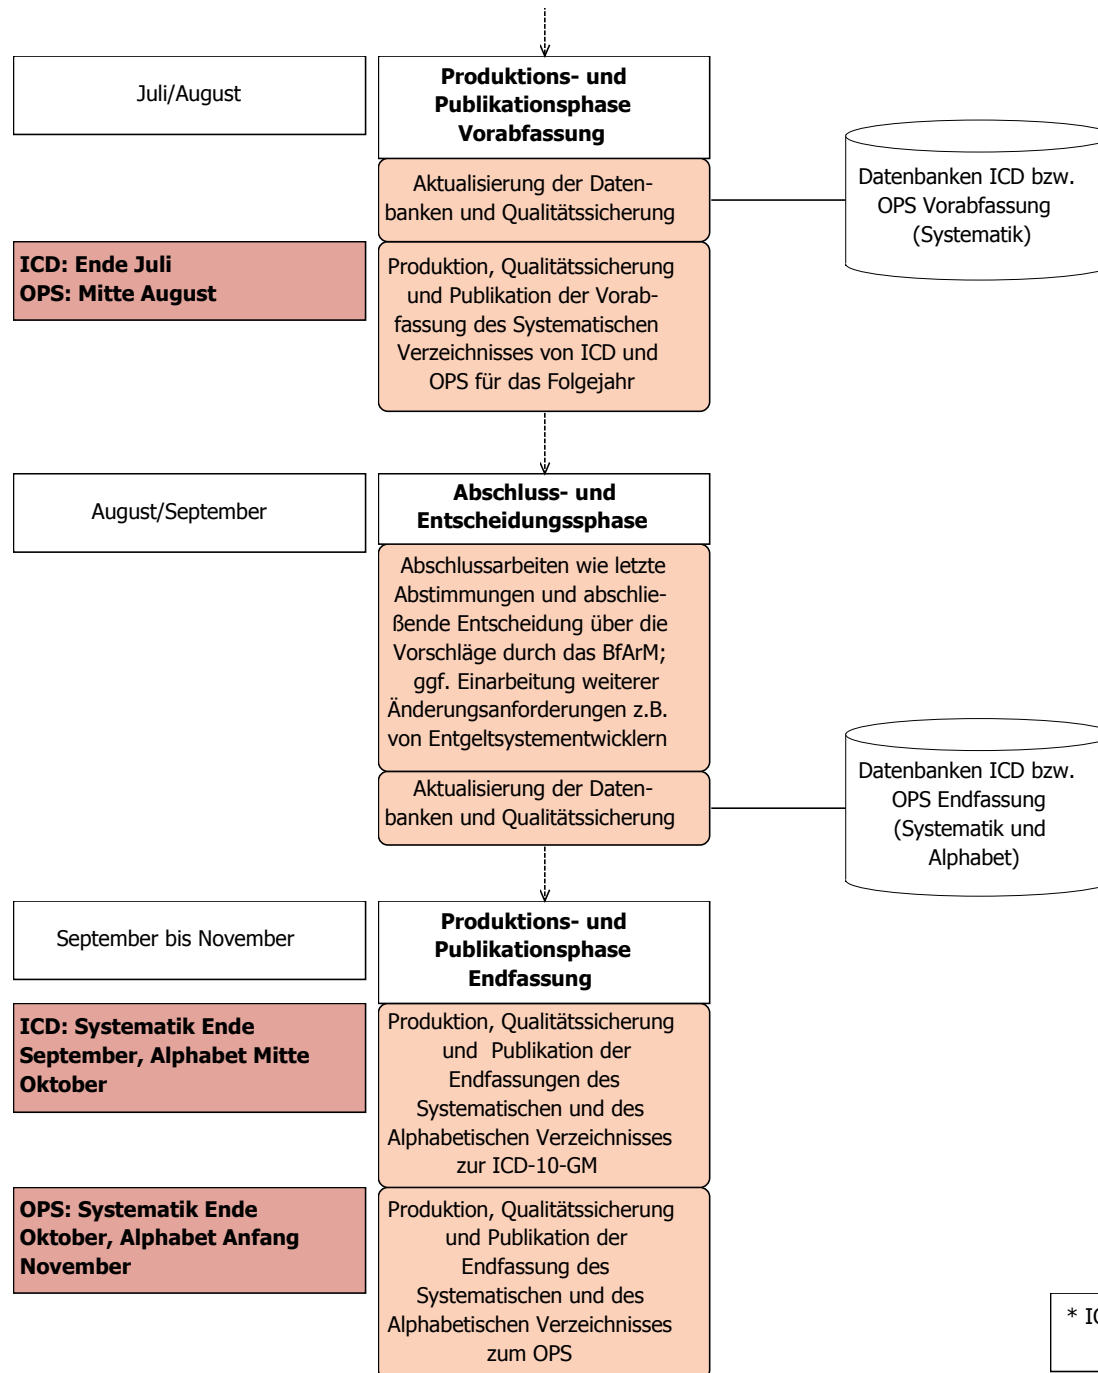 Juli/August
Produktions- und
Publikationsphase
Vorabfassung
Aktualisierung der Daten-
banken und Qualitätssicherung
Datenbanken ICD bzw.
OPS Vorabfassung
(Systematik)
ICD: Ende Juli
OPS: Mitte August
Produktion, Qualitätssicherung
und Publikation der Vorab-
fassung des Systematischen
Verzeichnisses von ICD und
OPS für das Folgejahr
August/September
Abschluss- und
Entscheidungssphase
Abschlussarbeiten wie letzte
Abstimmungen und abschlie-
ßende Entscheidung über die
Vorschläge durch das BfArM;
ggf. Einarbeitung weiterer
Änderungsanforderungen z.B.
von Entgeltsystementwicklern
Aktualisierung der Daten-
banken und Qualitätssicherung
Datenbanken ICD bzw.
OPS Endfassung
(Systematik und
Alphabet)
September bis November
Produktions- und
Publikationsphase
Endfassung
ICD: Systematik Ende
September, Alphabet Mitte
Oktober
Produktion, Qualitätssicherung
und Publikation der
Endfassungen des
Systematischen und des
Alphabetischen Verzeichnisses
zur ICD-10-GM
OPS: Systematik Ende
Oktober, Alphabet Anfang
November
Produktion, Qualitätssicherung
und Publikation der
Endfassung des
Systematischen und des
Alphabetischen Verzeichnisses
zum OPS
*